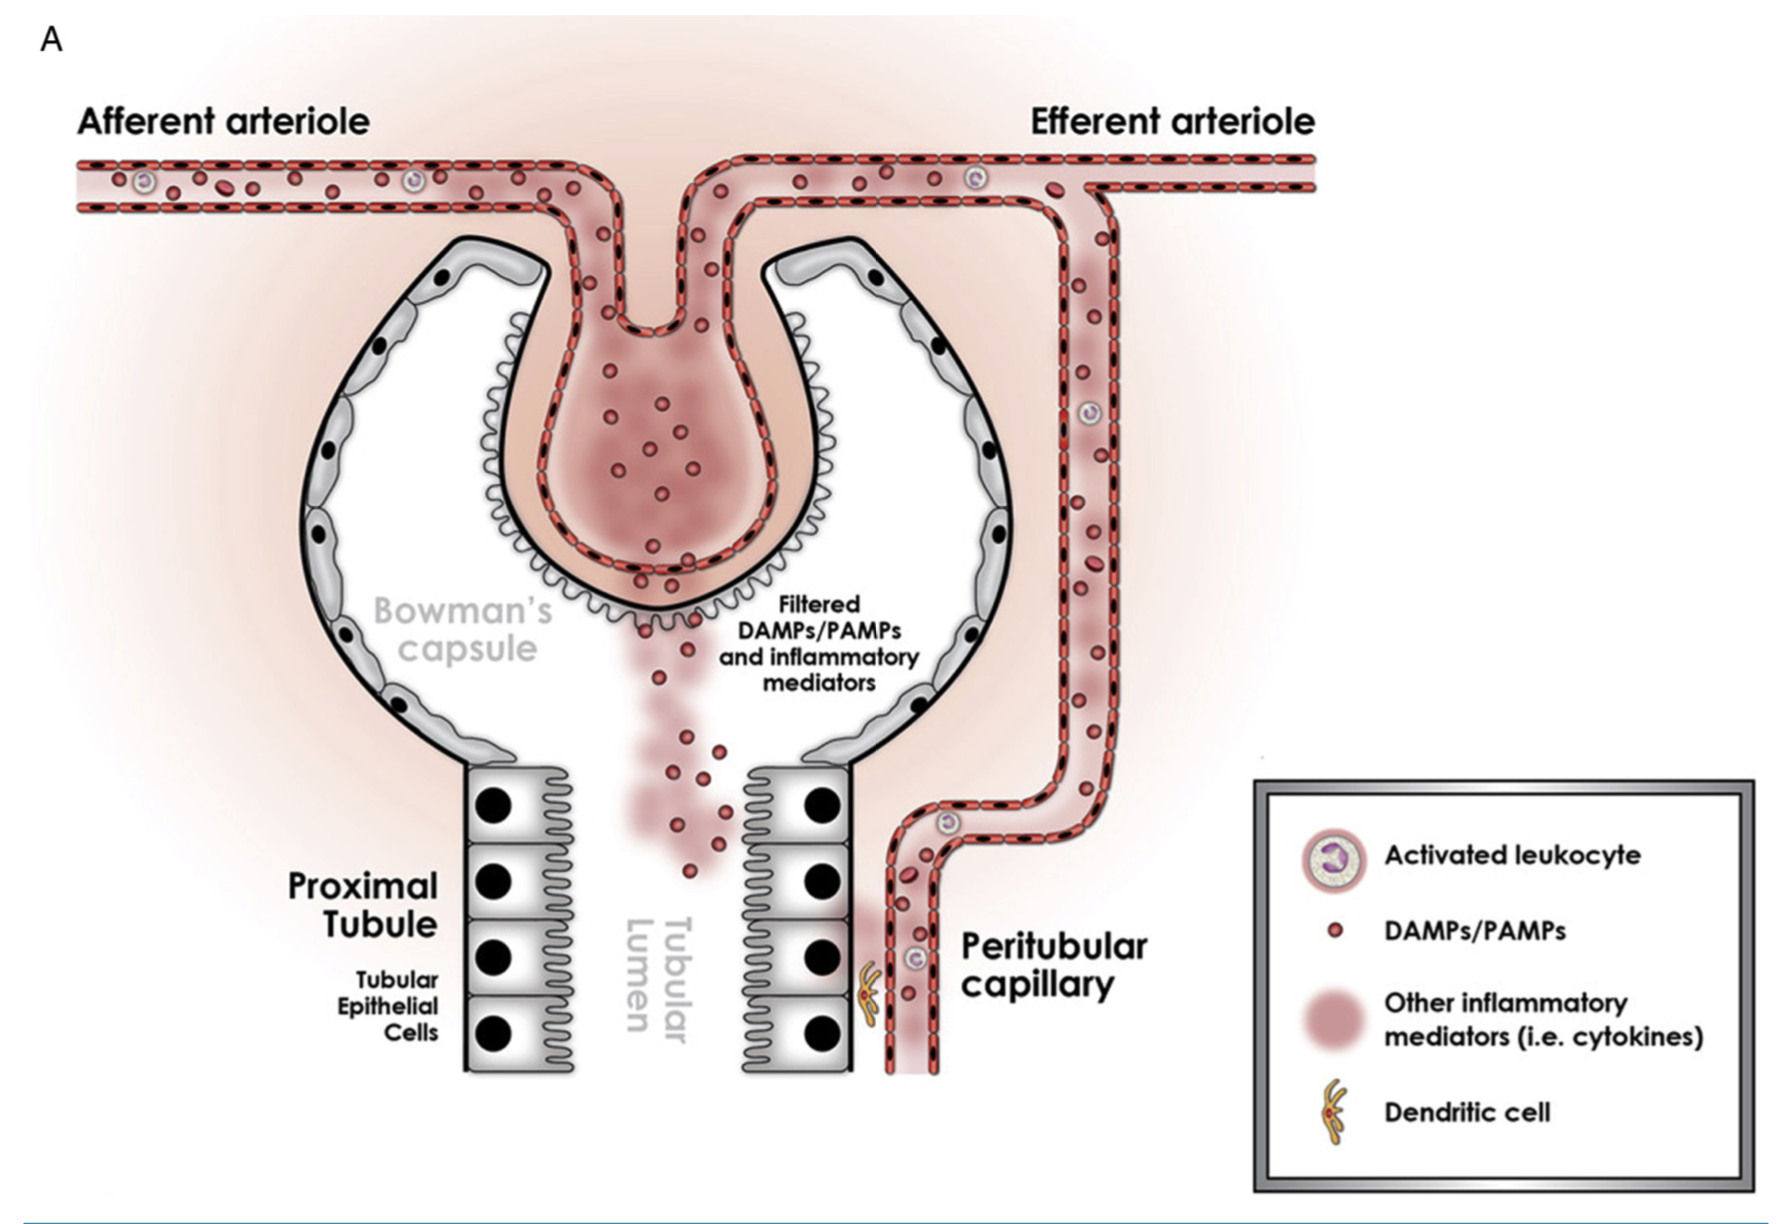 A
Afferent arteriole
Efferent arteriole
Bowman's
capsule
Filtered
DAMPs/PAMPs
and inflammatory
mediators
Proximal
Tubule
Tubular
Epithelial
Cells
Tubular
Lumen
Peritubular
capillary
Activated leukocyte
DAMPs/PAMPs
Other inflammatory
mediators (i.e. cytokines)
Dendritic cell